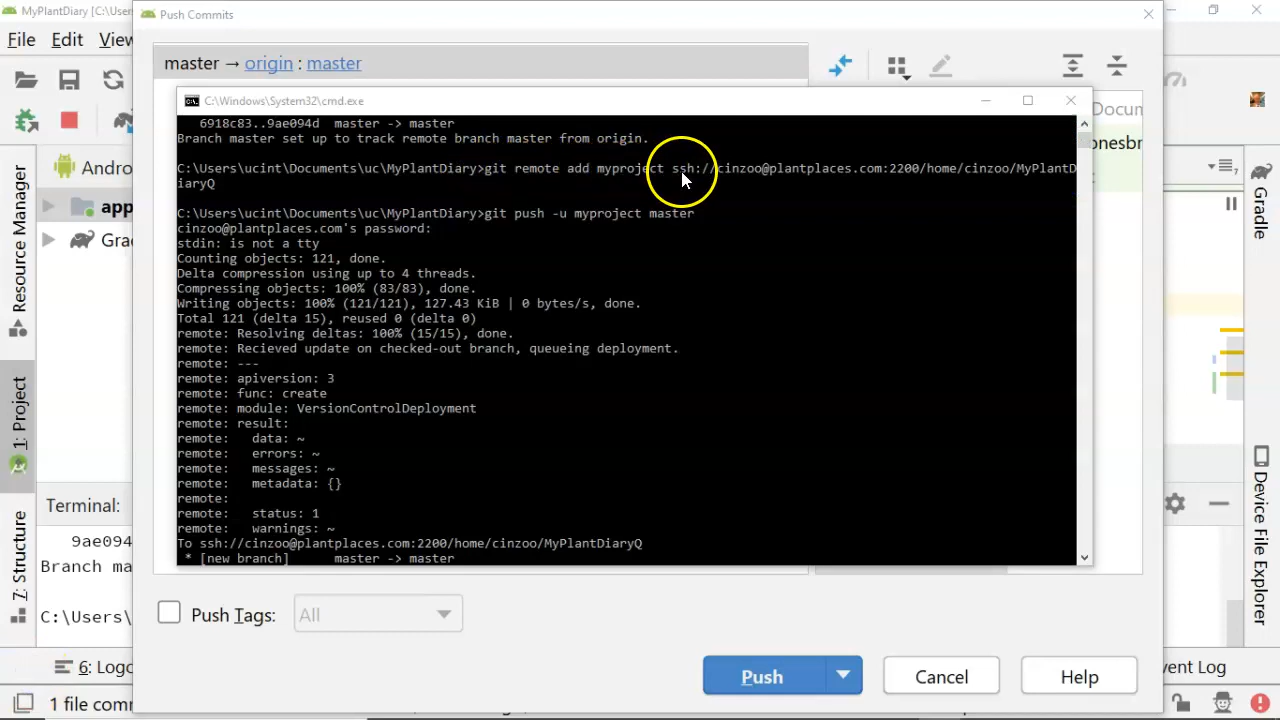 MyPlantDiary [C:\Users
Push Commits
File Edit View
master → origin : master
C:\Windows\System32\cmd.exe
Docum
6918c83..9ae094d master -> master
Branch master set up to track remote branch master from origin.
onesbr
C:\Users\ucint\Documents\uc\MyPlantDiary>git remote add myproject ssh://cinzoo@plantplaces.com:2200/home/cinzoo/MyPlantD
iaryQ
C:\Users\ucint\Documents\uc\MyPlantDiary>git push -u myproject master
cinzoo@plantplaces.com's password:
stdin: is not a tty
Counting objects: 121, done.
Delta compression using up to 4 threads.
Compressing objects: 100% (83/83), done.
Writing objects: 100% (121/121), 127.43 KiB | 0 bytes/s, done.
Total 121 (delta 15), reused 0 (delta 0)
remote: Resolving deltas: 100% (15/15), done.
remote: Recieved update on checked-out branch, queueing deployment.
remote: ---
remote: apiversion: 3
remote: func: create
remote: module: VersionControlDeployment
remote: result:
remote: data: ~
remote: errors: ~
remote: messages: ~
remote: metadata: {}
remote:
remote: status: 1
remote: warnings: ~
To ssh://cinzoo@plantplaces.com:2200/home/cinzoo/MyPlantDiaryQ
* [new branch] master -> master
Resource Manager
1: Project
7: Structure
Andro
app
Grad
Gradle
Device File Explorer
Terminal:
9ae094
Branch ma
C:\Users\
Push Tags: All
Push Cancel Help
6: Logc
vent Log
1 file comm